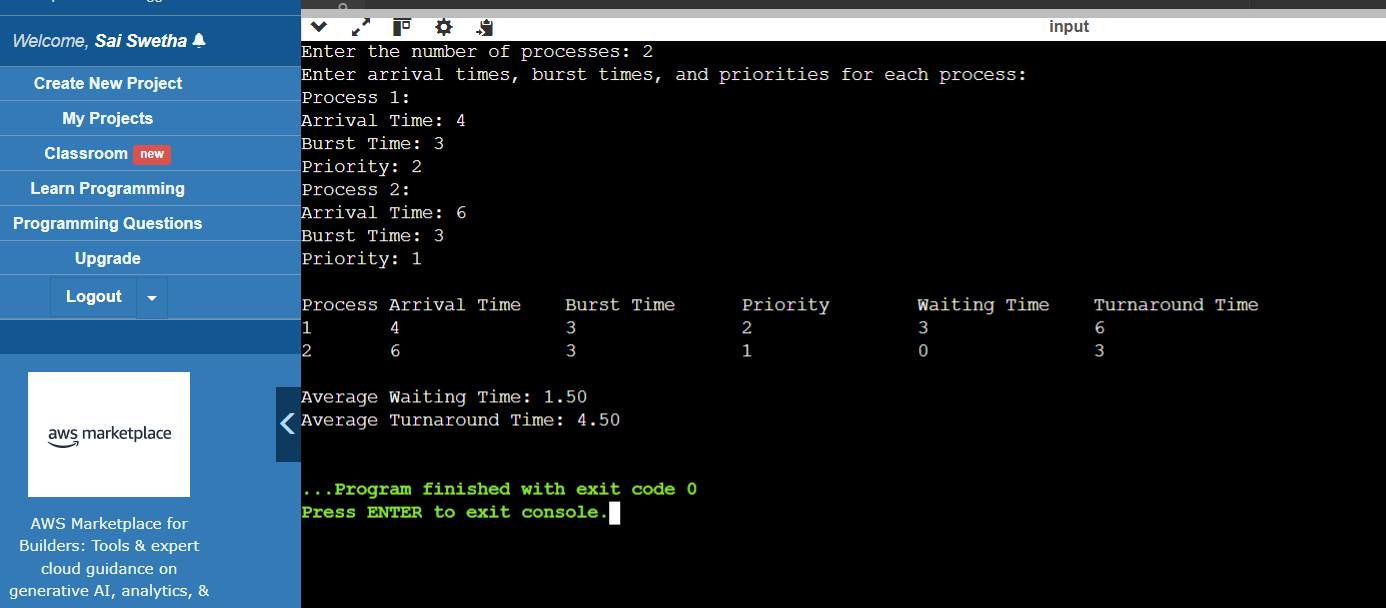 Welcome, Sai Swetha
Create New Project
My Projects
Classroom new
Learn Programming
Programming Questions
Upgrade
Logout
aws marketplace
AWS Marketplace for
Builders: Tools & expert
cloud guidance on
generative AI, analytics, &
input
Enter the number of processes: 2
Enter arrival times, burst times, and priorities for each process:
Process 1:
Arrival Time: 4
Burst Time: 3
Priority: 2
Process 2:
Arrival Time: 6
Burst Time: 3
Priority: 1
Process Arrival Time Burst Time Priority Waiting Time Turnaround Time
1 4 3 2 3 6
2 6 3 1 0 3
Average Waiting Time: 1.50
Average Turnaround Time: 4.50
...Program finished with exit code 0
Press ENTER to exit console.